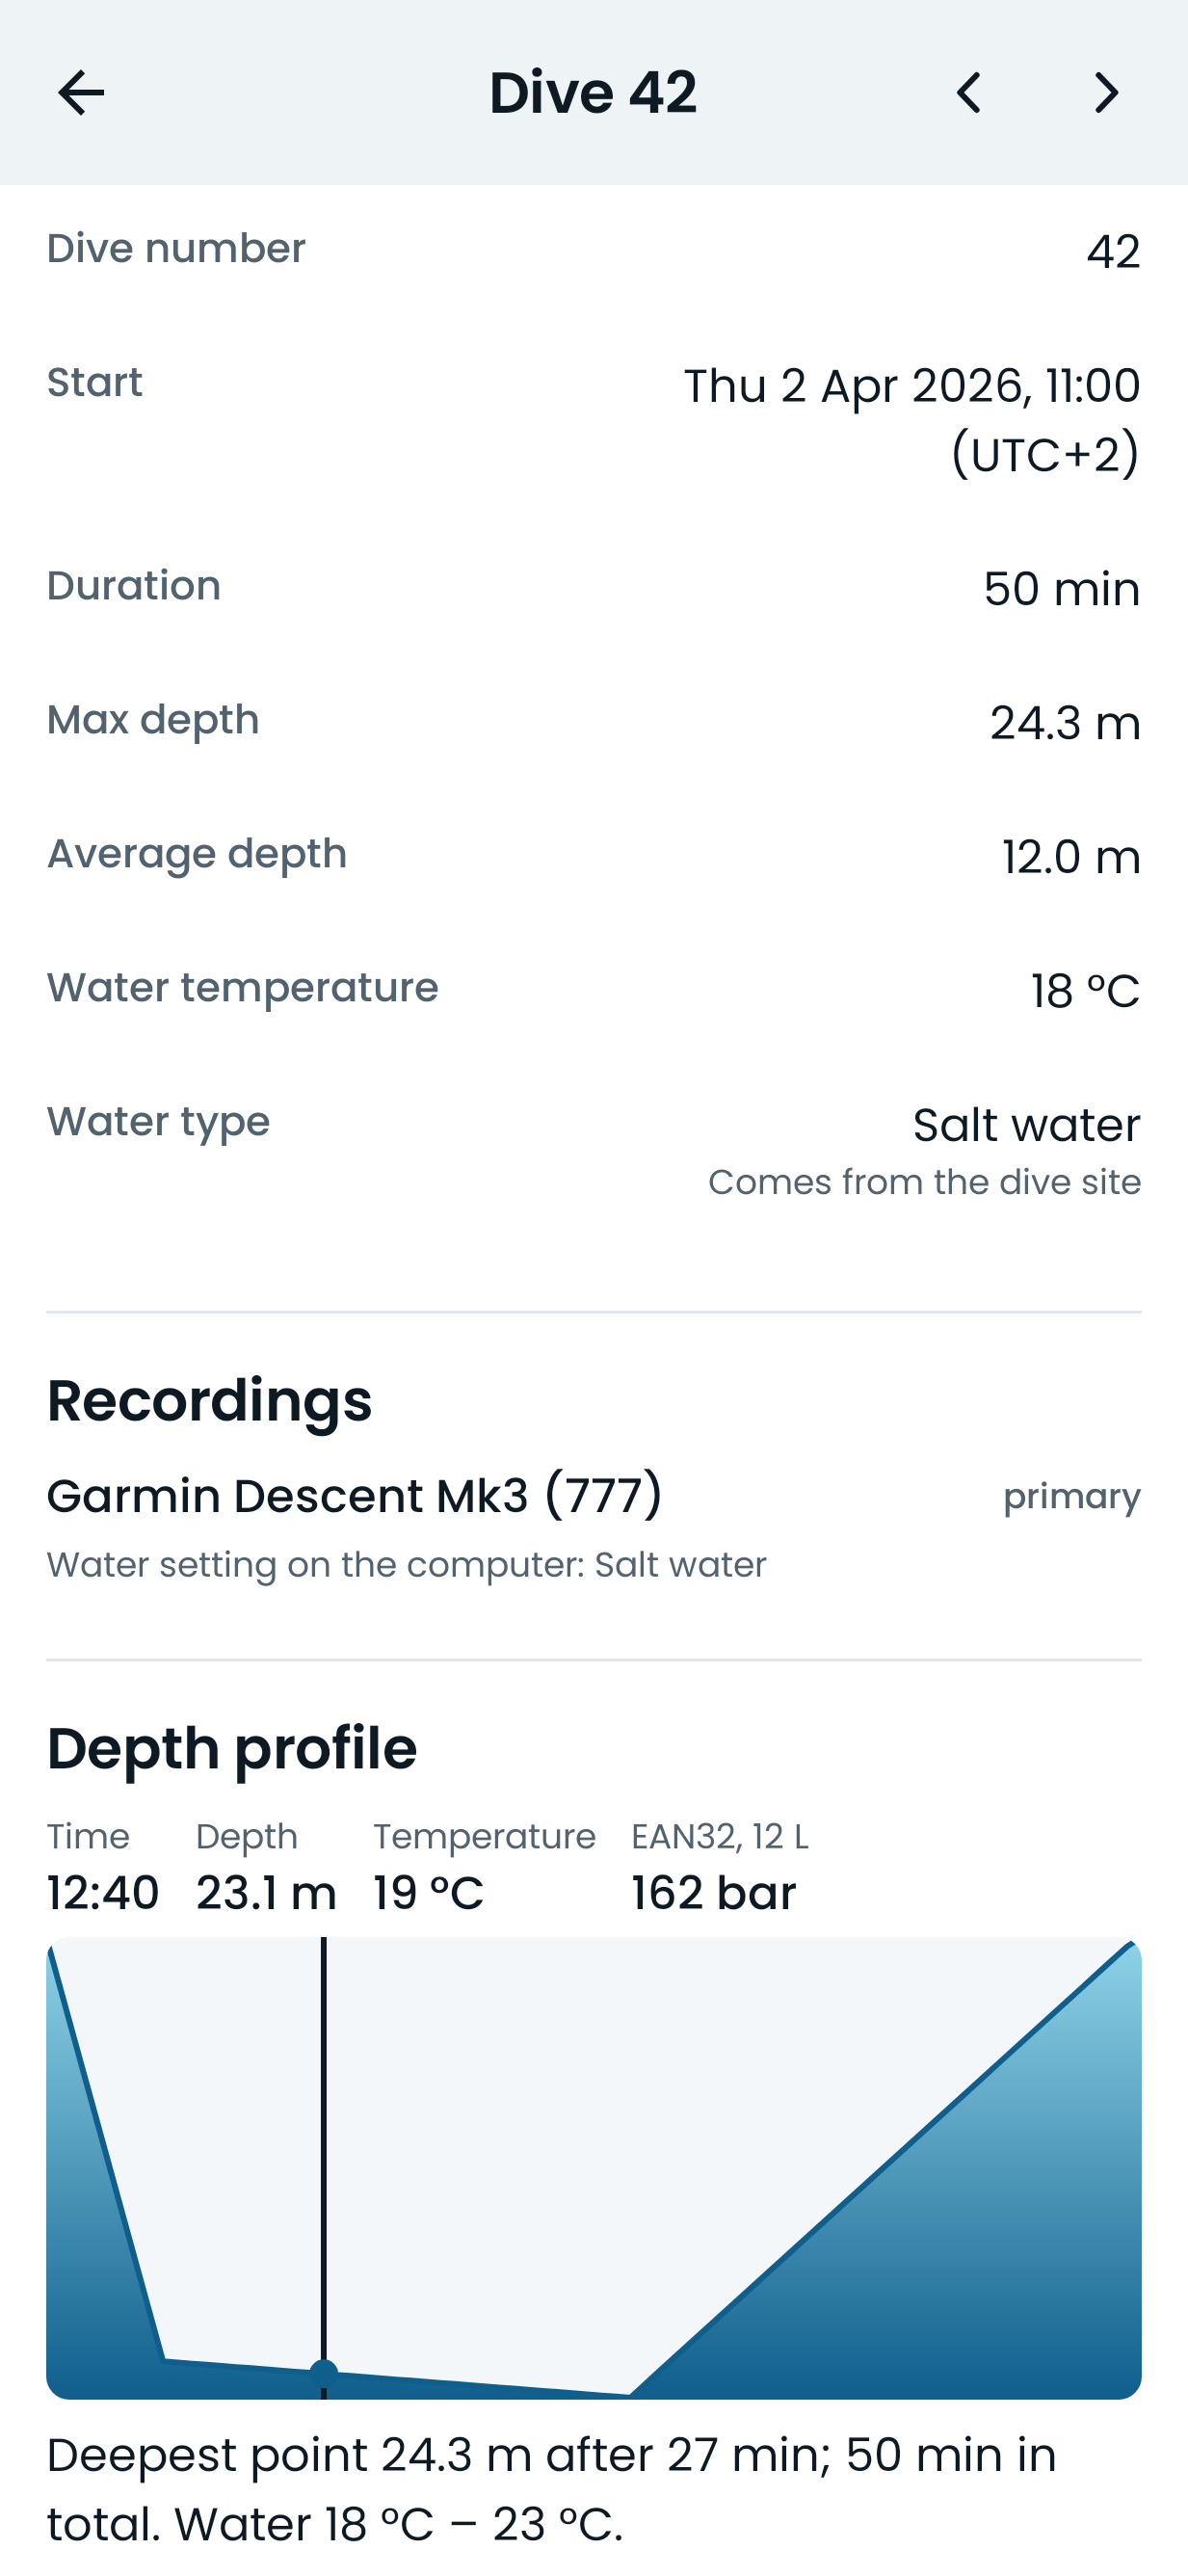 Dive 42
Dive number
42
Start
Thu 2 Apr 2026, 11:00
(UTC+2)
Duration
50 min
Max depth
24.3 m
Average depth
12.0 m
Water temperature
18 °C
Water type
Salt water
Comes from the dive site
Recordings
Garmin Descent Mk3 (777)
primary
Water setting on the computer: Salt water
Depth profile
Time Depth Temperature EAN32, 12 L
12:40 23.1 m 19 °C 162 bar
Deepest point 24.3 m after 27 min; 50 min in
total. Water 18 °C – 23 °C.